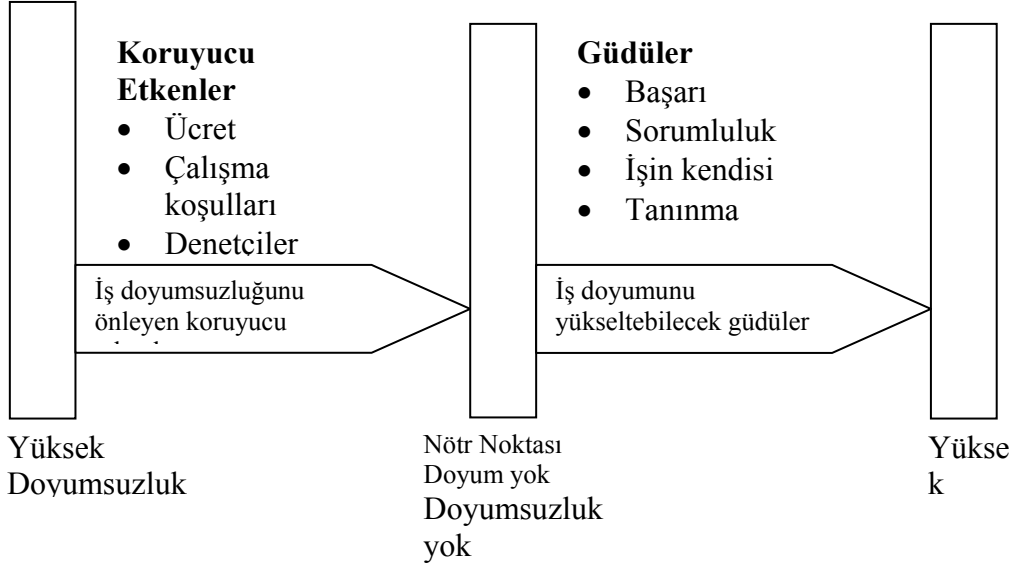 Koruyucu
Etkenler
• Ücret
• Çalışma
koşulları
• Denetçiler
İş doyumsuzluğunu
önleyen koruyucu
Güdüler
• Başarı
• Sorumluluk
• İşin kendisi
• Tanınma
İş doyumunu
yükseltebilecek güdüler
Yüksek
Doyumsuzluk
Nötr Noktası
Doyum yok
Doyumsuzluk
yok
Yükse
k